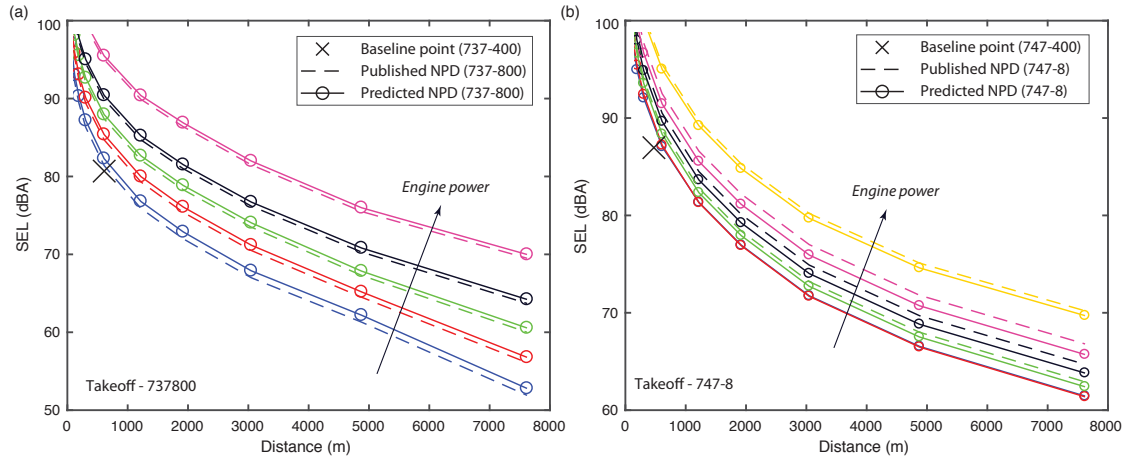 (a)
100
90
80
70
60
50
SEL (dBA)
Baseline point (737-400)
Published NPD (737-800)
Predicted NPD (737-800)
Engine power
Takeoff - 737800
0 1000 2000 3000 4000 5000 6000 7000 8000
Distance (m)
(b)
100
90
80
70
60
SEL (dBA)
Baseline point (747-400)
Published NPD (747-8)
Predicted NPD (747-8)
Engine power
Takeoff - 747-8
0 1000 2000 3000 4000 5000 6000 7000 8000
Distance (m)